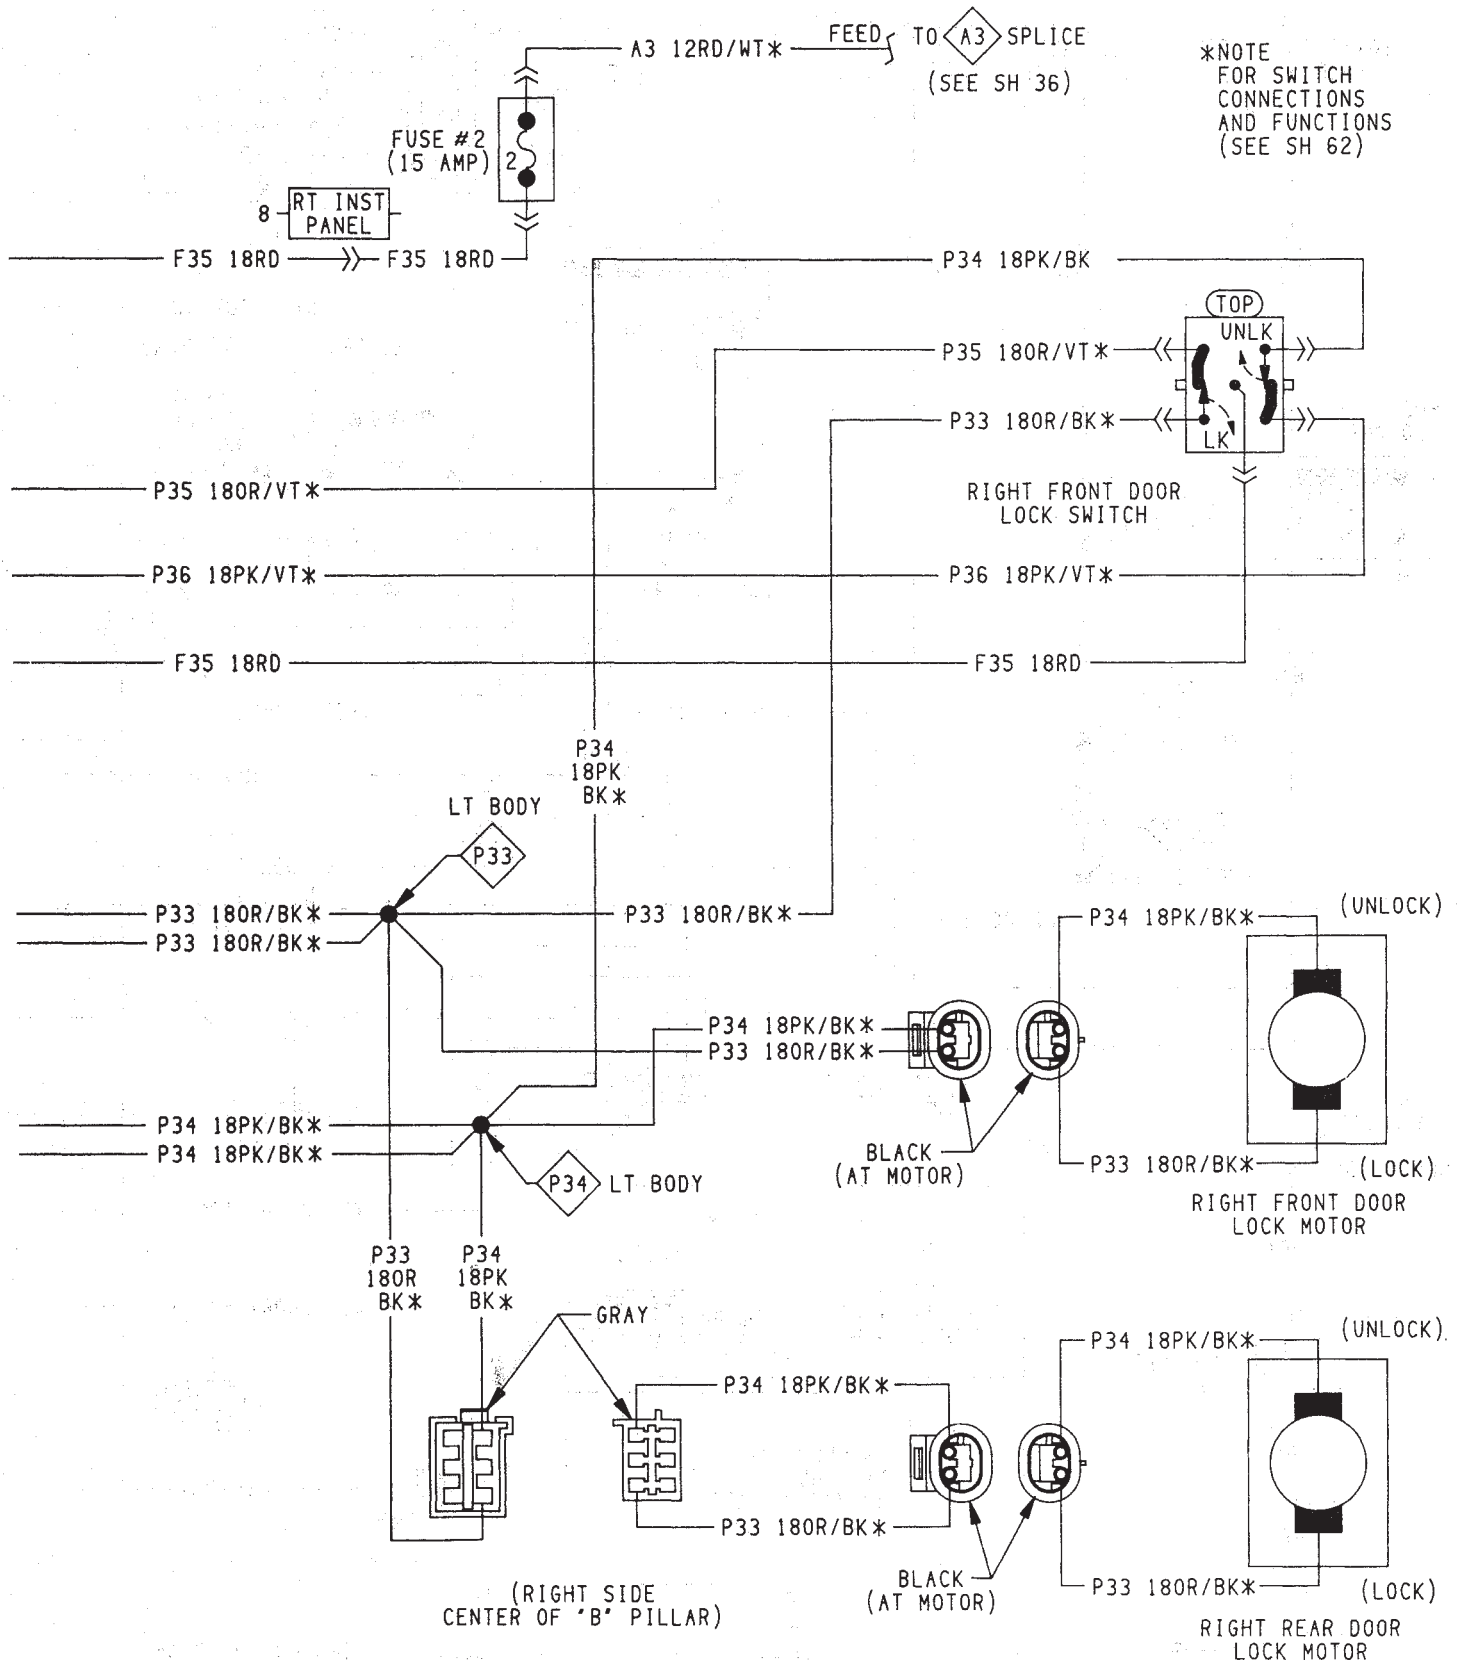 A3 12RD/WT* FEED TO A3 SPLICE
(SEE SH 36)
*NOTE
FOR SWITCH
CONNECTIONS
AND FUNCTIONS
(SEE SH 62)
FUSE #2
(15 AMP)
2
8
RT INST
PANEL
F35 18RD F35 18RD
P34 18PK/BK
TOP
UNLK
P35 18OR/VT*
P33 18OR/BK*
LK
P35 18OR/VT*
RIGHT FRONT DOOR
LOCK SWITCH
P36 18PK/VT* P36 18PK/VT*
F35 18RD F35 18RD
P34
18PK
BK*
LT BODY
P33
P33 18OR/BK* P33 18OR/BK*
P33 18OR/BK*
P34 18PK/BK* (UNLOCK)
P34 18PK/BK*
P33 18OR/BK*
P34 18PK/BK*
P34 18PK/BK*
P34 LT BODY
BLACK
(AT MOTOR)
P33 18OR/BK* (LOCK)
RIGHT FRONT DOOR
LOCK MOTOR
P33
18OR
BK*
P34
18PK
BK*
GRAY
P34 18PK/BK* (UNLOCK)
P34 18PK/BK*
P33 18OR/BK*
BLACK
(AT MOTOR)
P33 18OR/BK* (LOCK)
(RIGHT SIDE
CENTER OF "B" PILLAR)
RIGHT REAR DOOR
LOCK MOTOR